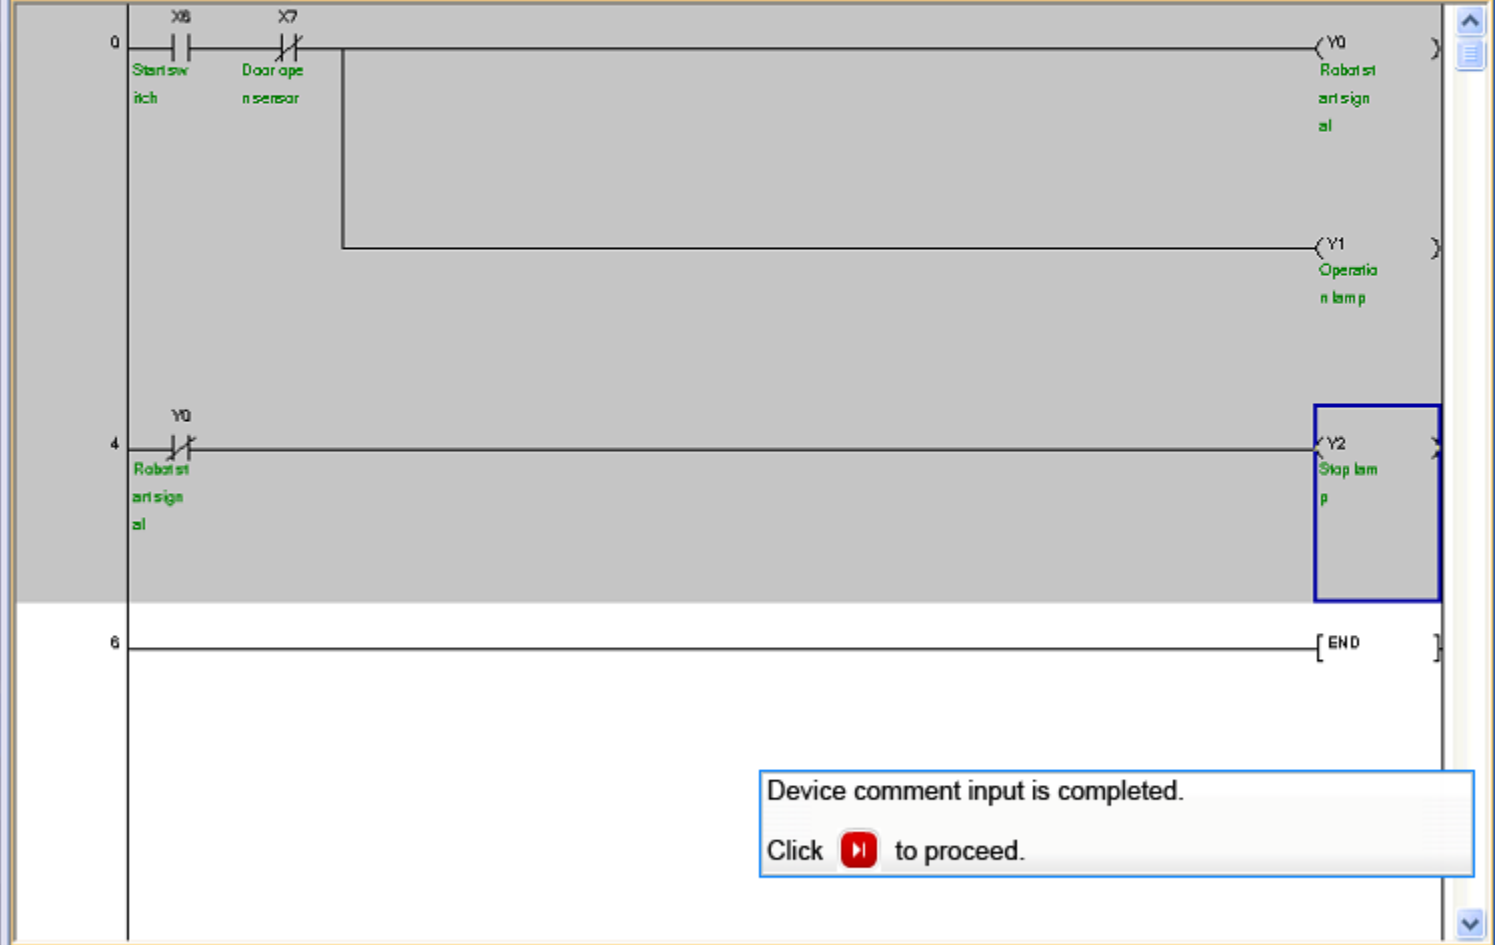 X6 X7
0 Y0
Start sw Door ope Robot st
itch n sensor art sign
al
Y1
Operatio
n lamp
Y0
4 Y2
Robot st Stop lam
art sign p
al
6 END
Device comment input is completed.
Click to proceed.